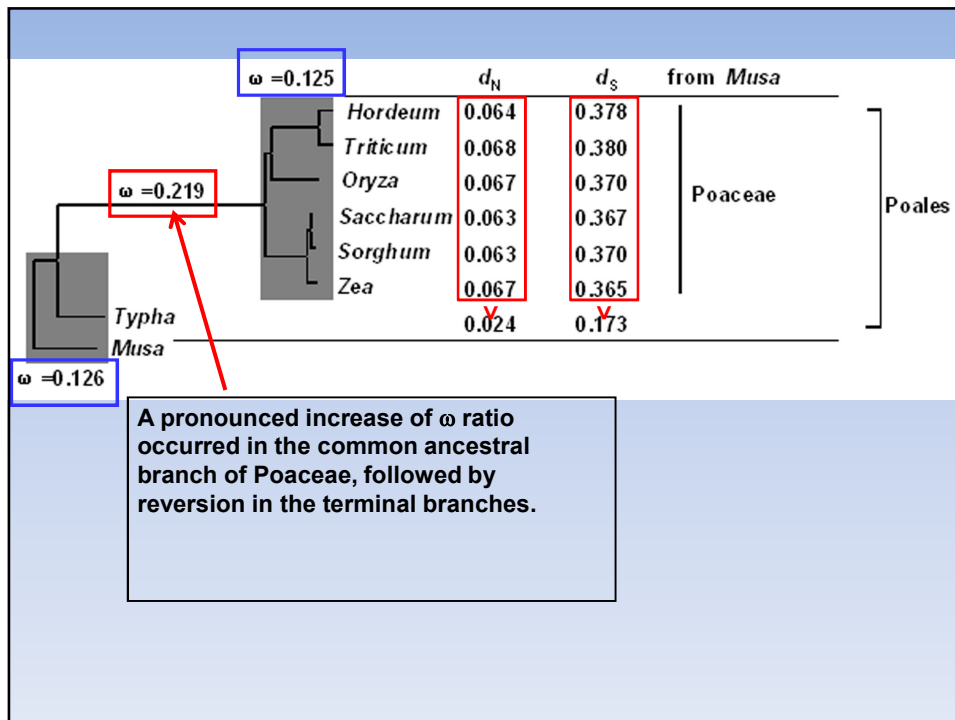 ω =0.125 dN dS from Musa
Hordeum 0.064 0.378
Triticum 0.068 0.380
Oryza 0.067 0.370
ω =0.219 Poaceae
Saccharum 0.063 0.367 Poales
Sorghum 0.063 0.370
Zea 0.067 0.365
Typha 0.024 0.173
Musa
ω =0.126
A pronounced increase of ω ratio
occurred in the common ancestral
branch of Poaceae, followed by
reversion in the terminal branches.